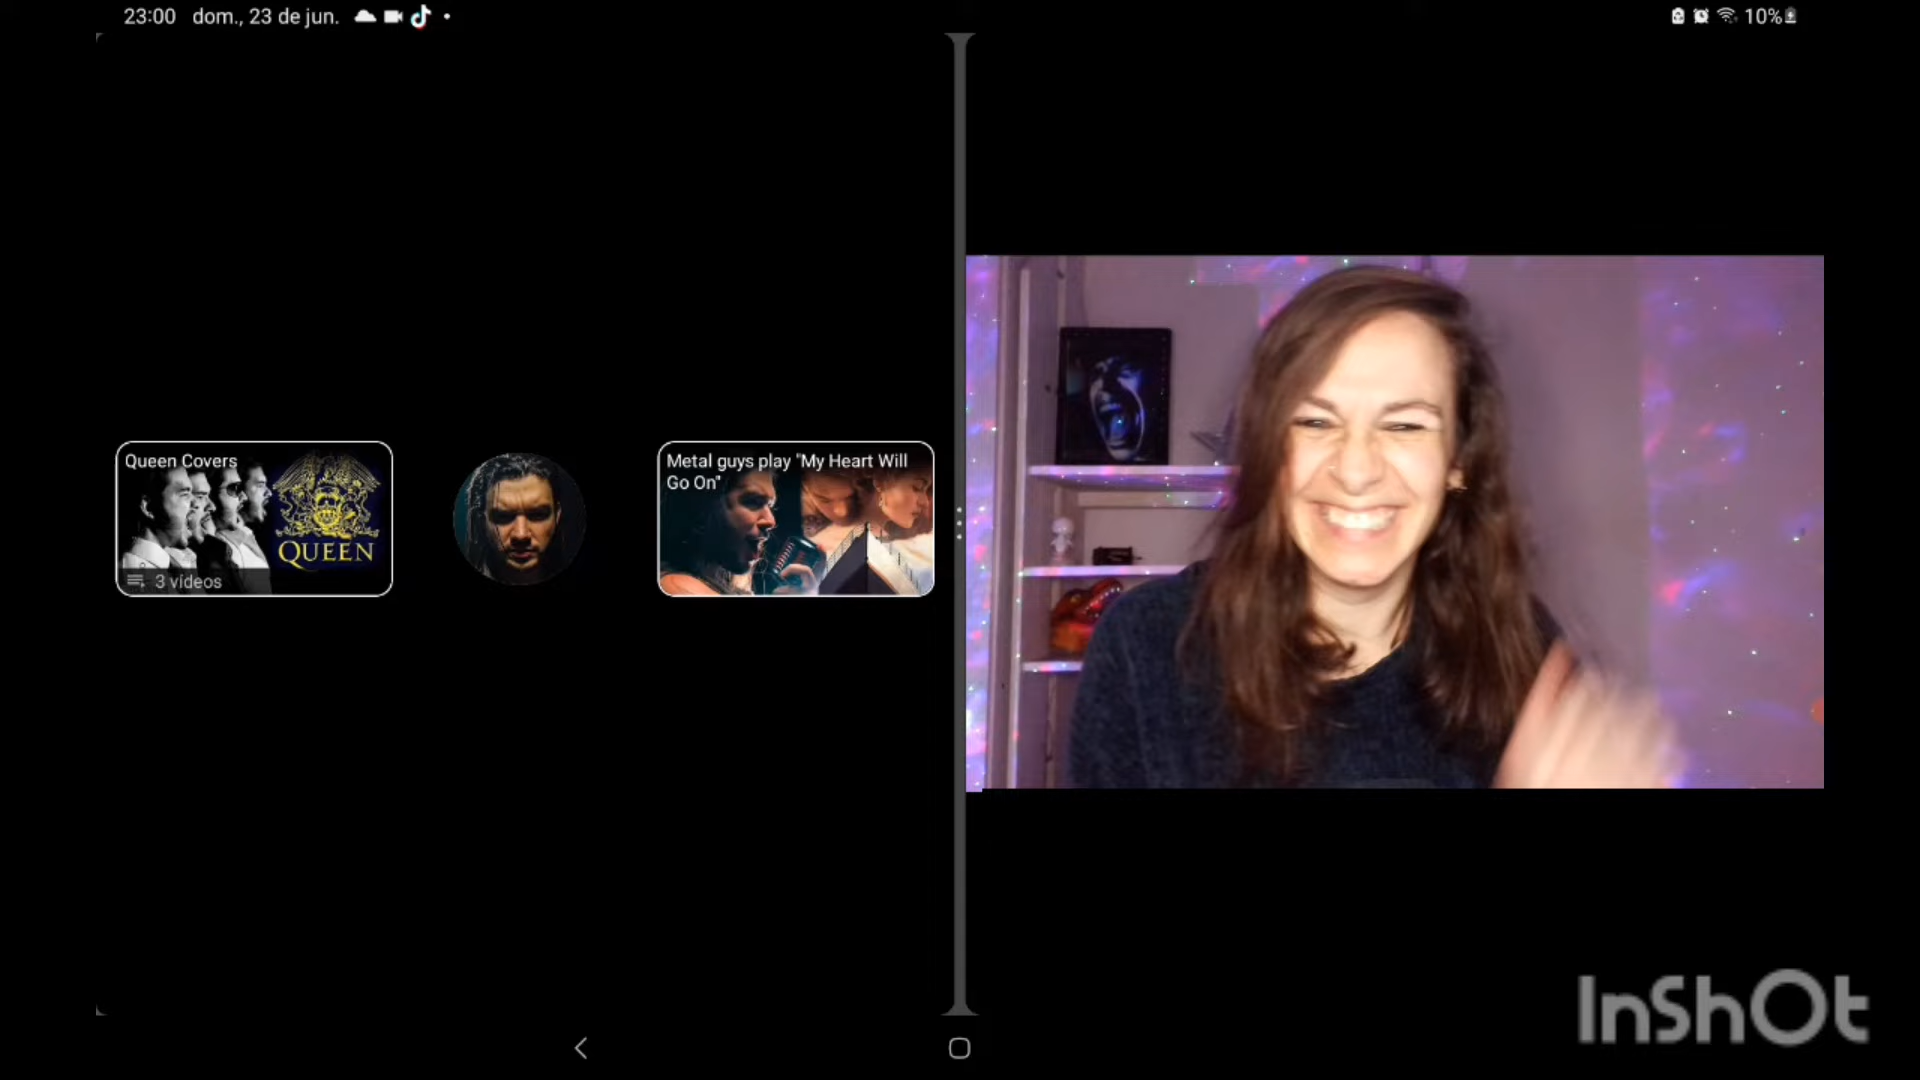 23:00 dom., 23 de jun.
10%
Queen Covers
QUEEN
3 vídeos
Metal guys play "My Heart Will
Go On"
InShOt